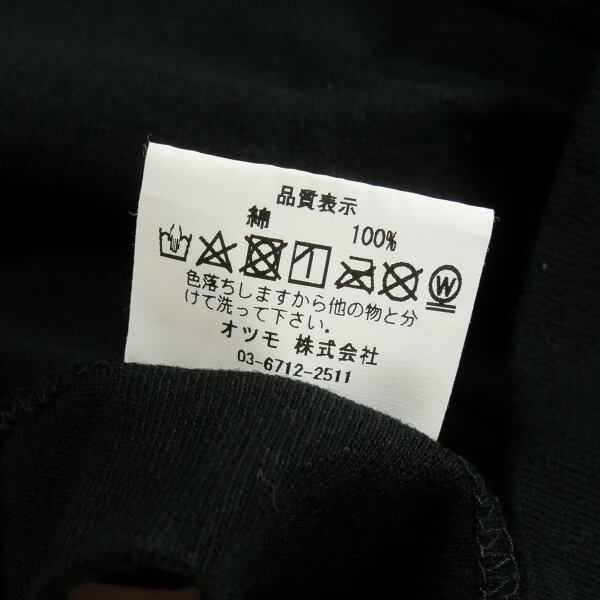 品質表示
綿 100%
色落ちしますから他の物と分
けて洗って下さい.
オツモ 株式会社
03-6712-2511